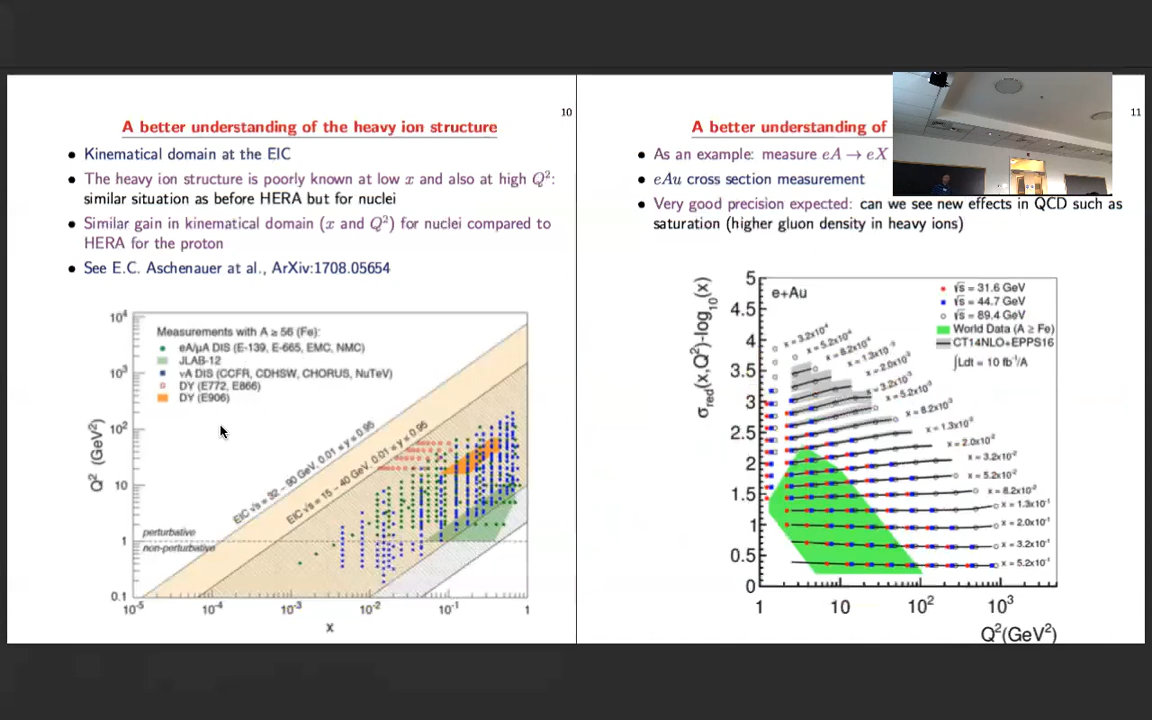 10
A better understanding of the heavy ion structure
• Kinematical domain at the EIC
• The heavy ion structure is poorly known at low x and also at high Q²:
similar situation as before HERA but for nuclei
• Similar gain in kinematical domain (x and Q²) for nuclei compared to
HERA for the proton
• See E.C. Aschenauer at al., ArXiv:1708.05654
Measurements with A ≥ 56 (Fe):
eA/μA DIS (E-139, E-665, EMC, NMC)
JLAB-12
νA DIS (CCFR, CDHSW, CHORUS, NuTeV)
DY (E772, E866)
DY (E906)
EIC √s = 32 – 90 GeV, 0.01 ≤ y ≤ 0.95
EIC √s = 15 – 40 GeV, 0.01 ≤ y ≤ 0.95
perturbative
non-perturbative
Q² (GeV²)
10⁴
10³
10²
10
1
0.1
10⁻⁵ 10⁻⁴ 10⁻³ 10⁻² 10⁻¹ 1
x
11
A better understanding of
• As an example: measure eA → eX
• eAu cross section measurement
• Very good precision expected: can we see new effects in QCD such as
saturation (higher gluon density in heavy ions)
e+Au
√s = 31.6 GeV
√s = 44.7 GeV
√s = 89.4 GeV
World Data (A ≥ Fe)
CT14NLO+EPPS16
∫Ldt = 10 fb⁻¹/A
σred(x,Q²)-log₁₀(x)
5
4.5
4
3.5
3
2.5
2
1.5
1
0.5
0
x = 3.2x10⁻⁴
x = 5.2x10⁻⁴
x = 8.2x10⁻⁴
x = 1.3x10⁻³
x = 2.0x10⁻³
x = 3.2x10⁻³
x = 5.2x10⁻³
x = 8.2x10⁻³
x = 1.3x10⁻²
x = 2.0x10⁻²
x = 3.2x10⁻²
x = 5.2x10⁻²
x = 8.2x10⁻²
x = 1.3x10⁻¹
x = 2.0x10⁻¹
x = 3.2x10⁻¹
x = 5.2x10⁻¹
1 10 10² 10³
Q²(GeV²)